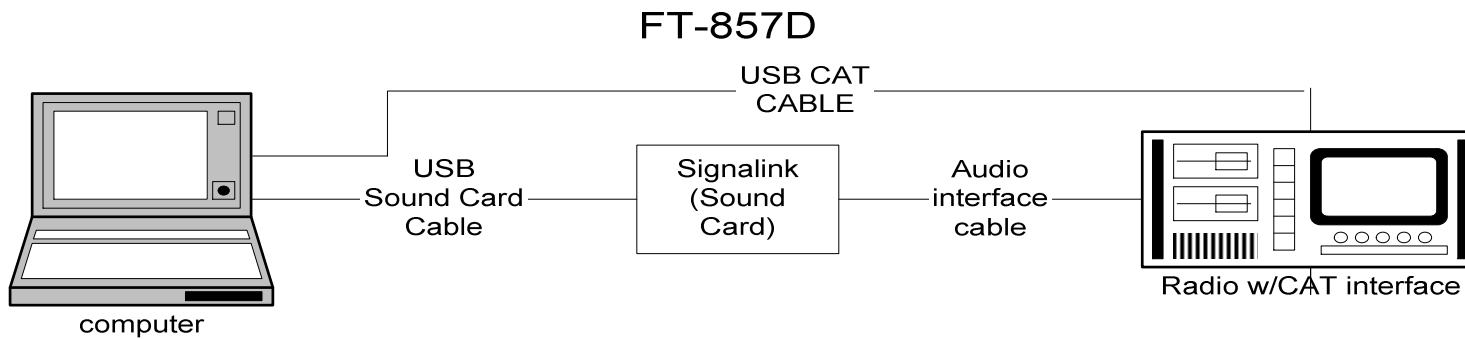 FT-857D
USB CAT
CABLE
USB
Sound Card
Cable
Signalink
(Sound
Card)
Audio
interface
cable
Radio w/CAT interface
computer